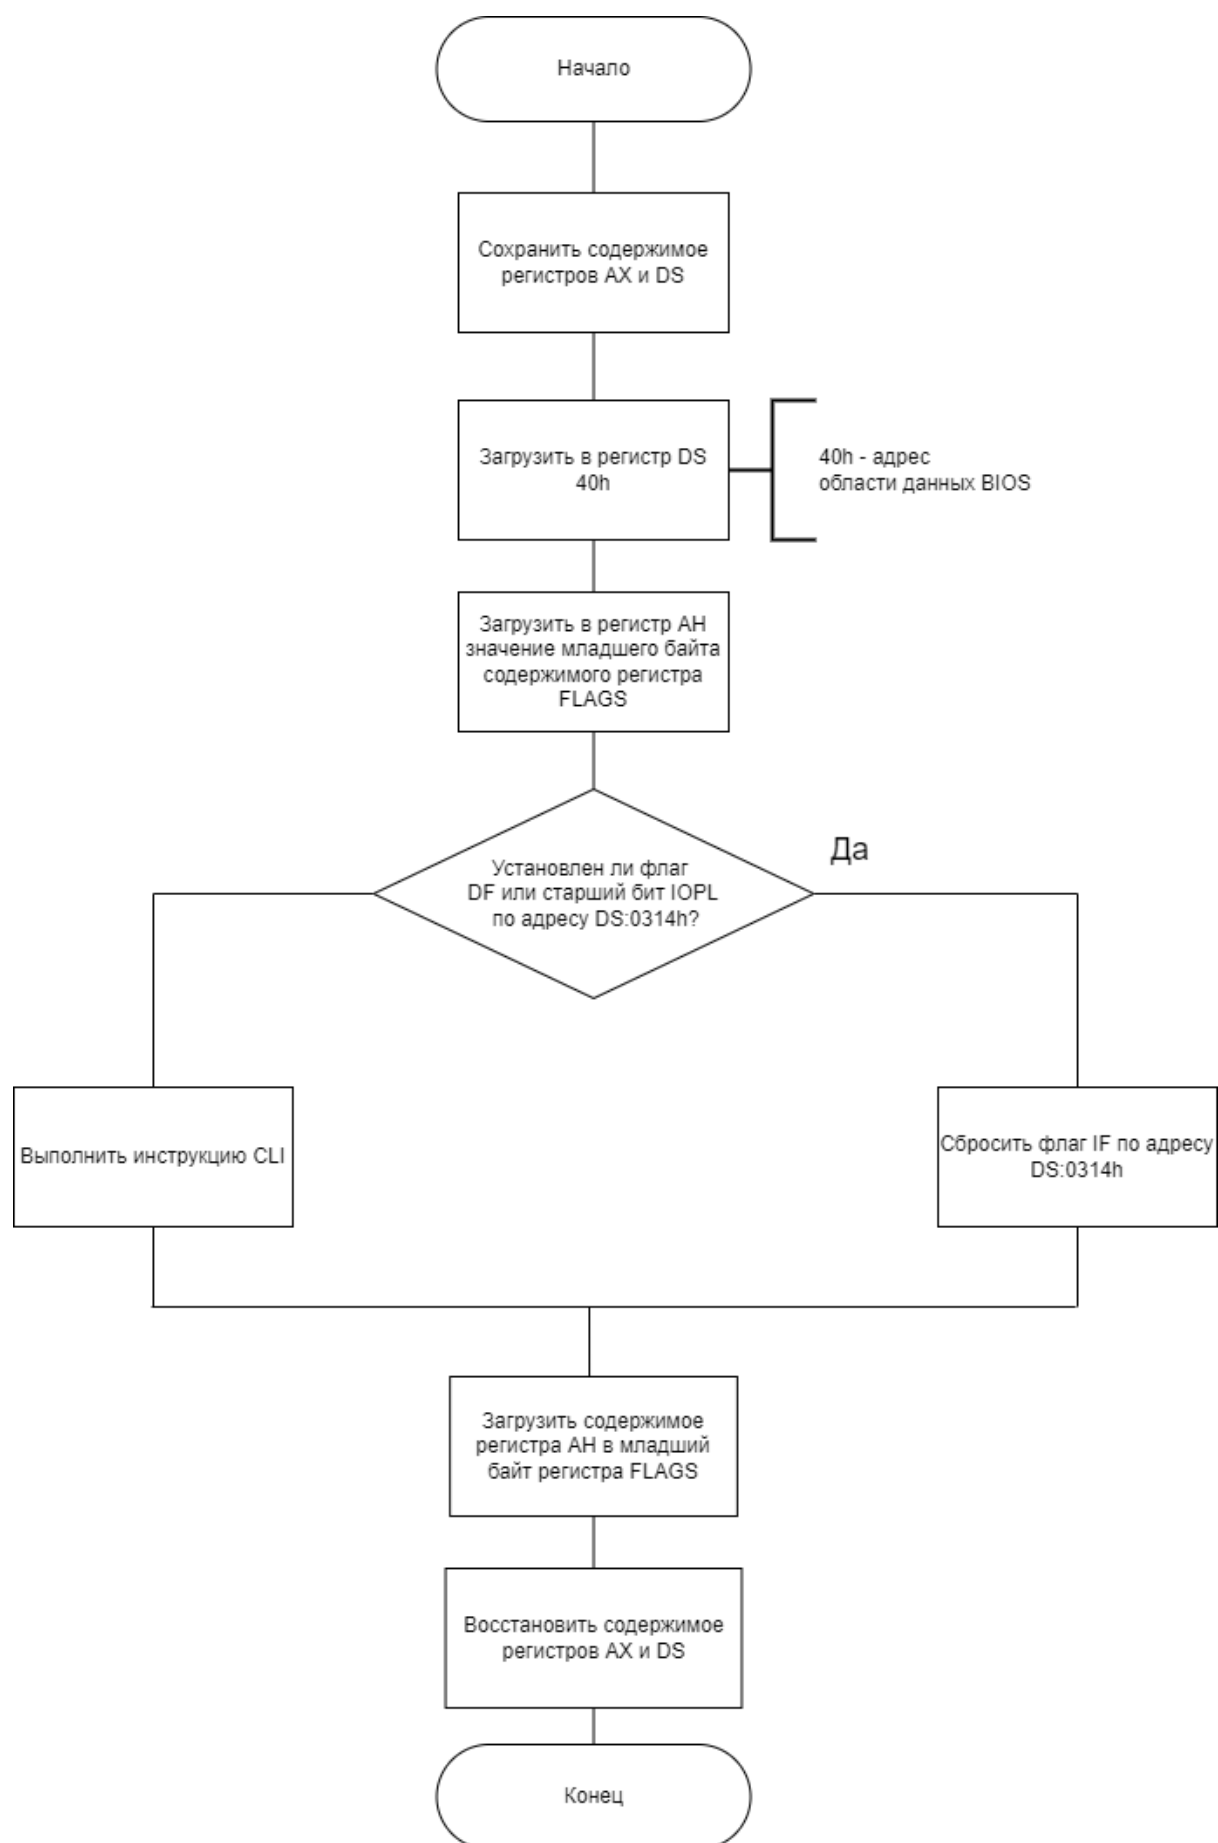 Начало
Сохранить содержимое
регистров AX и DS
Загрузить в регистр DS
40h
40h - адрес
области данных BIOS
Загрузить в регистр AH
значение младшего байта
содержимого регистра
FLAGS
Да
Установлен ли флаг
DF или старший бит IOPL
по адресу DS:0314h?
Выполнить инструкцию CLI
Сбросить флаг IF по адресу
DS:0314h
Загрузить содержимое
регистра AH в младший
байт регистра FLAGS
Восстановить содержимое
регистров AX и DS
Конец